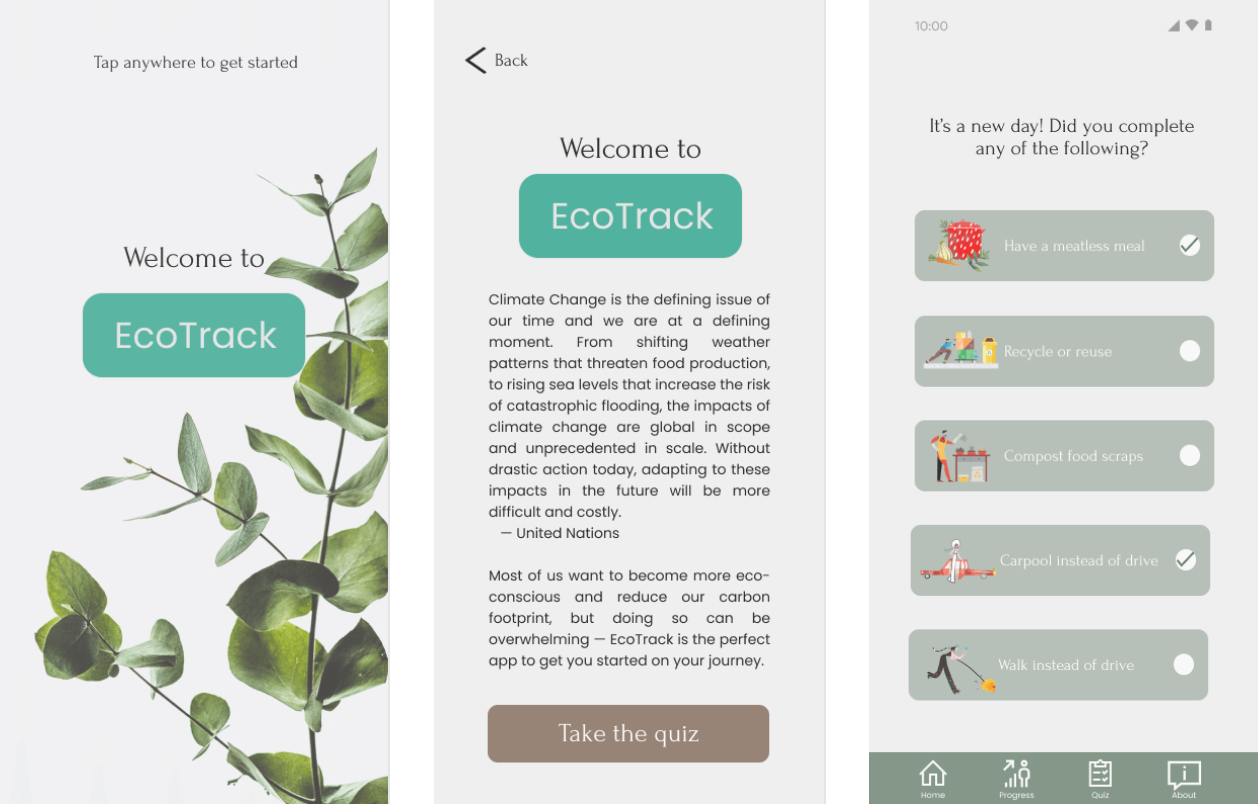 Tap anywhere to get started
Welcome to
EcoTrack
Back
Welcome to
EcoTrack
Climate Change is the defining issue of
our time and we are at a defining
moment. From shifting weather
patterns that threaten food production,
to rising sea levels that increase the risk
of catastrophic flooding, the impacts of
climate change are global in scope
and unprecedented in scale. Without
drastic action today, adapting to these
impacts in the future will be more
difficult and costly.
— United Nations
Most of us want to become more eco-
conscious and reduce our carbon
footprint, but doing so can be
overwhelming — EcoTrack is the perfect
app to get you started on your journey.
Take the quiz
10:00
It's a new day! Did you complete
any of the following?
Have a meatless meal
Recycle or reuse
Compost food scraps
Carpool instead of drive
Walk instead of drive
Home
Progress
Quiz
About